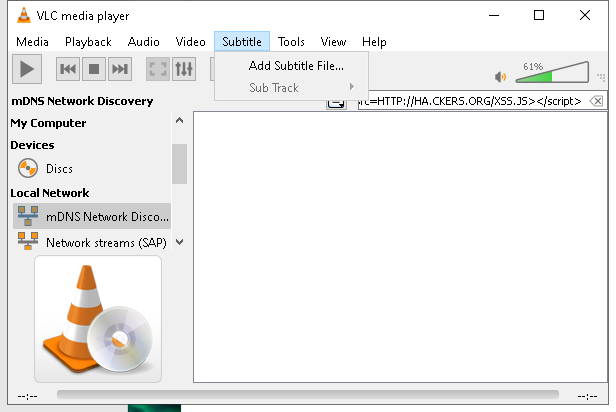 VLC media player
Media Playback Audio Video Subtitle Tools View Help
Add Subtitle File...
61%
Sub Track
mDNS Network Discovery
rc=HTTP://HA.CKERS.ORG/XSS.JS></script>
My Computer
Devices
Discs
Local Network
mDNS Network Disco...
Network streams (SAP)
--:-- --:--